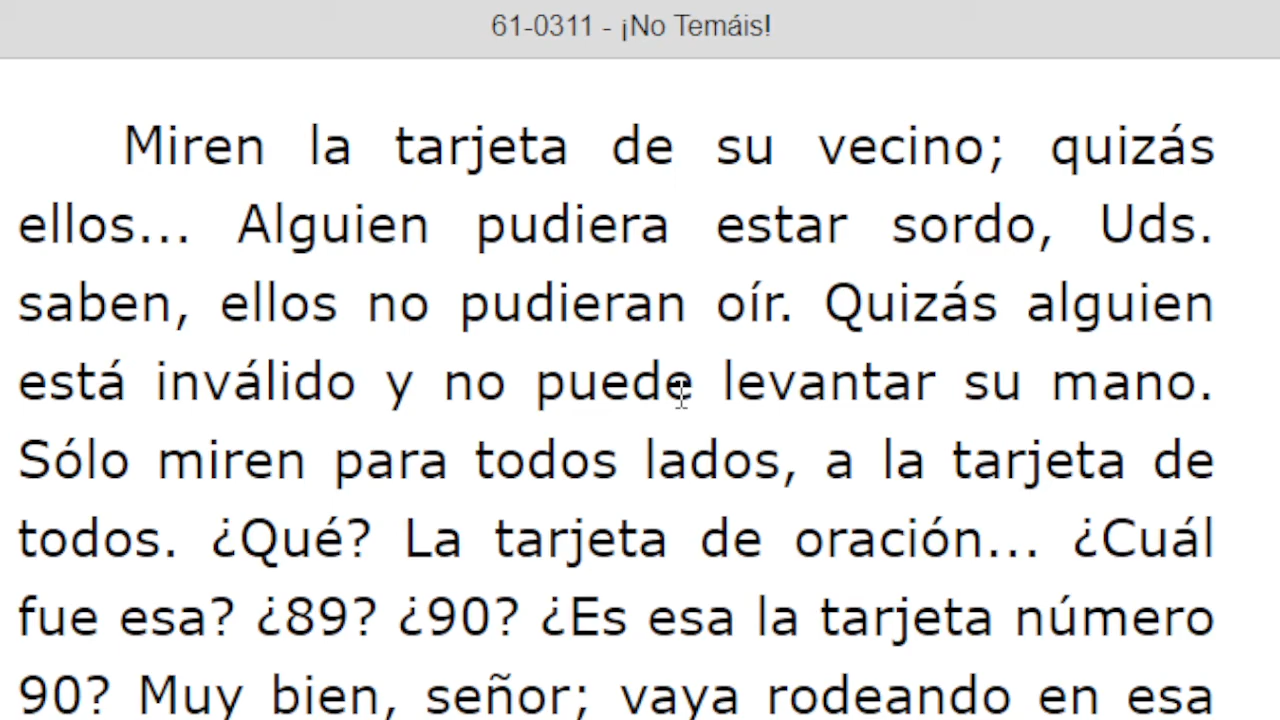 61-0311 - ¡No Temáis!
Miren la tarjeta de su vecino; quizás
ellos... Alguien pudiera estar sordo, Uds.
saben, ellos no pudieran oír. Quizás alguien
está inválido y no puede levantar su mano.
Sólo miren para todos lados, a la tarjeta de
todos. ¿Qué? La tarjeta de oración... ¿Cuál
fue esa? ¿89? ¿90? ¿Es esa la tarjeta número
90? Muy bien, señor; vaya rodeando en esa